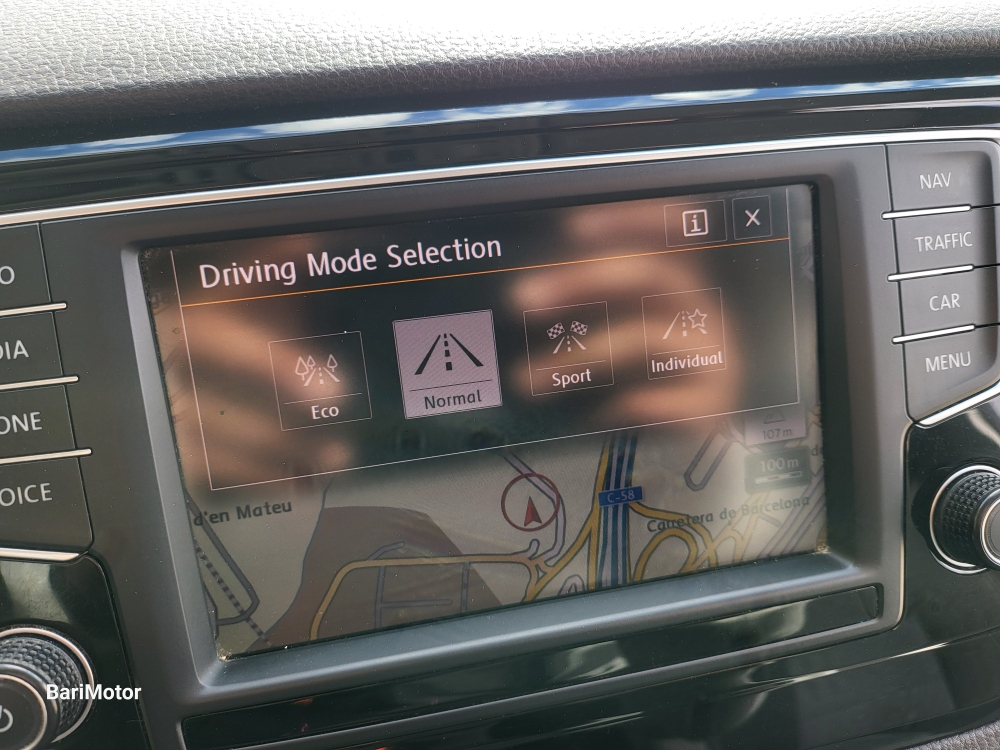 NAV
TRAFFIC
CAR
MENU
Driving Mode Selection
i X
Eco
Normal
Sport
Individual
107m
100m
C-58
d'en Mateu
Carretera de Barcelona
ONE
OICE
BariMotor